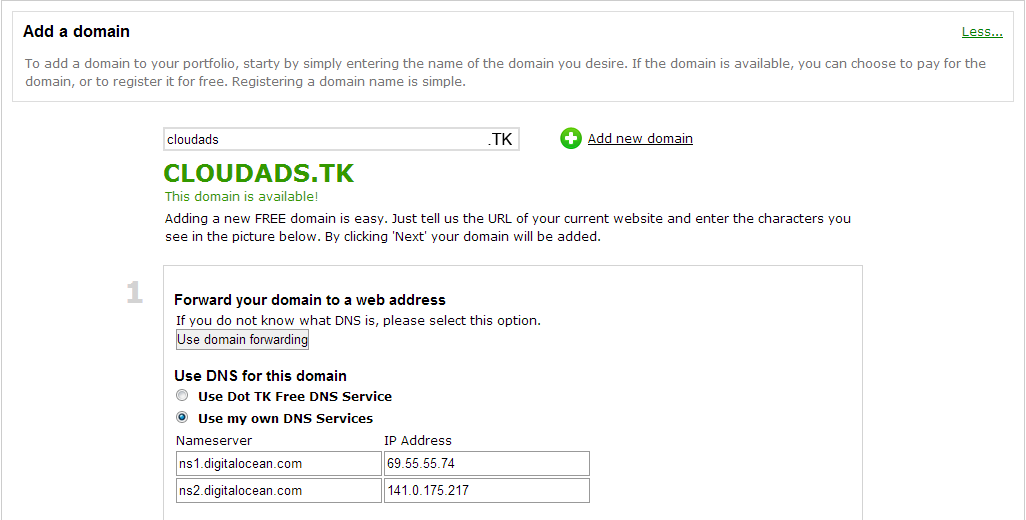 Add a domain
Less...
To add a domain to your portfolio, starty by simply entering the name of the domain you desire. If the domain is available, you can choose to pay for the
domain, or to register it for free. Registering a domain name is simple.
cloudads .TK
Add new domain
CLOUDADS.TK
This domain is available!
Adding a new FREE domain is easy. Just tell us the URL of your current website and enter the characters you
see in the picture below. By clicking 'Next' your domain will be added.
1
Forward your domain to a web address
If you do not know what DNS is, please select this option.
Use domain forwarding
Use DNS for this domain
Use Dot TK Free DNS Service
Use my own DNS Services
Nameserver IP Address
ns1.digitalocean.com 69.55.55.74
ns2.digitalocean.com 141.0.175.217